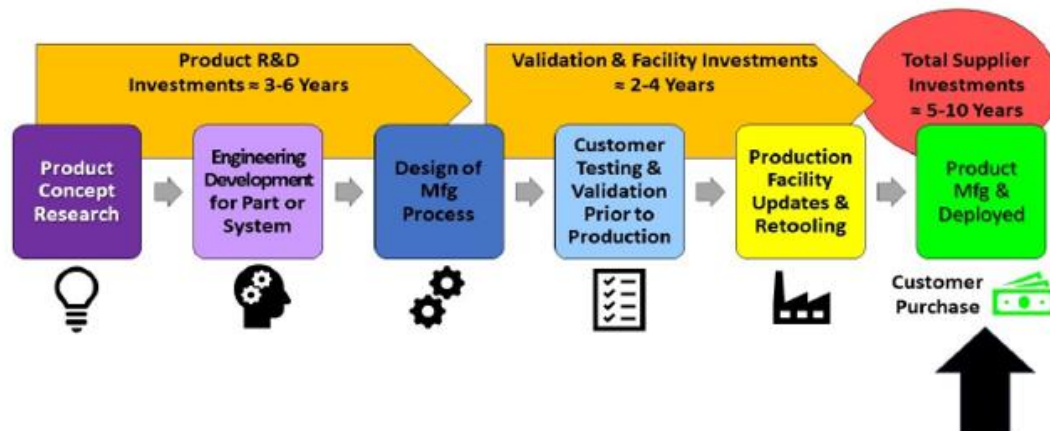 Product R&D
Investments ≈ 3-6 Years
Validation & Facility Investments
≈ 2-4 Years
Total Supplier
Investments
≈ 5-10 Years
Product
Concept
Research
Engineering
Development
for Part or
System
Design of
Mfg
Process
Customer
Testing &
Validation
Prior to
Production
Production
Facility
Updates &
Retooling
Product
Mfg &
Deployed
Customer
Purchase